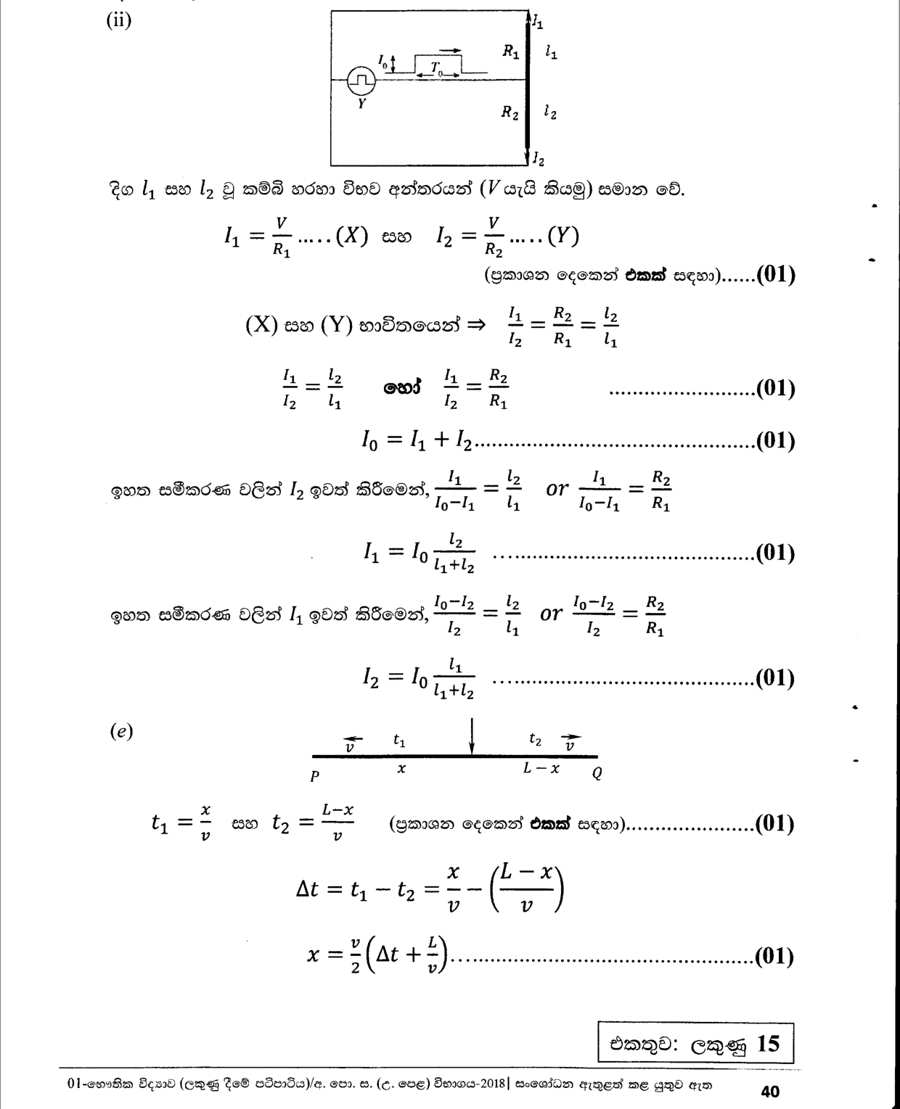 (ii)
I₁
I₀
T₀
R₁ l₁
Y
R₂ l₂
I₂
දිග l₁ සහ l₂ වූ කම්බි හරහා විභව අන්තරයන් (V යැයි කියමු) සමාන වේ.
I₁ = V/R₁ ..... (X) සහ I₂ = V/R₂ ..... (Y)
(ප්‍රකාශන දෙකෙන් එකක් සඳහා)......(01)
(X) සහ (Y) භාවිතයෙන් ⇒ I₁/I₂ = R₂/R₁ = l₂/l₁
I₁/I₂ = l₂/l₁ හෝ I₁/I₂ = R₂/R₁ .........................(01)
I₀ = I₁ + I₂................................................(01)
ඉහත සමීකරණ වලින් I₂ ඉවත් කිරීමෙන්, I₁/(I₀−I₁) = l₂/l₁ or I₁/(I₀−I₁) = R₂/R₁
I₁ = I₀ l₂/(l₁+l₂) .............................................(01)
ඉහත සමීකරණ වලින් I₁ ඉවත් කිරීමෙන්, (I₀−I₂)/I₂ = l₂/l₁ or (I₀−I₂)/I₂ = R₂/R₁
I₂ = I₀ l₁/(l₁+l₂) .............................................(01)
(e)
v t₁ t₂ v
P x L − x Q
t₁ = x/v සහ t₂ = (L−x)/v (ප්‍රකාශන දෙකෙන් එකක් සඳහා)......................(01)
Δt = t₁ − t₂ = x/v − ((L − x)/v)
x = v/2 (Δt + L/v)....................................................(01)
එකතුව: ලකුණු 15
01-භෞතික විද්‍යාව (ලකුණු දීමේ පටිපාටිය)/අ. පො. ස. (උ. පෙළ) විභාගය-2018| සංශෝධන ඇතුළත් කළ යුතුව ඇත
40